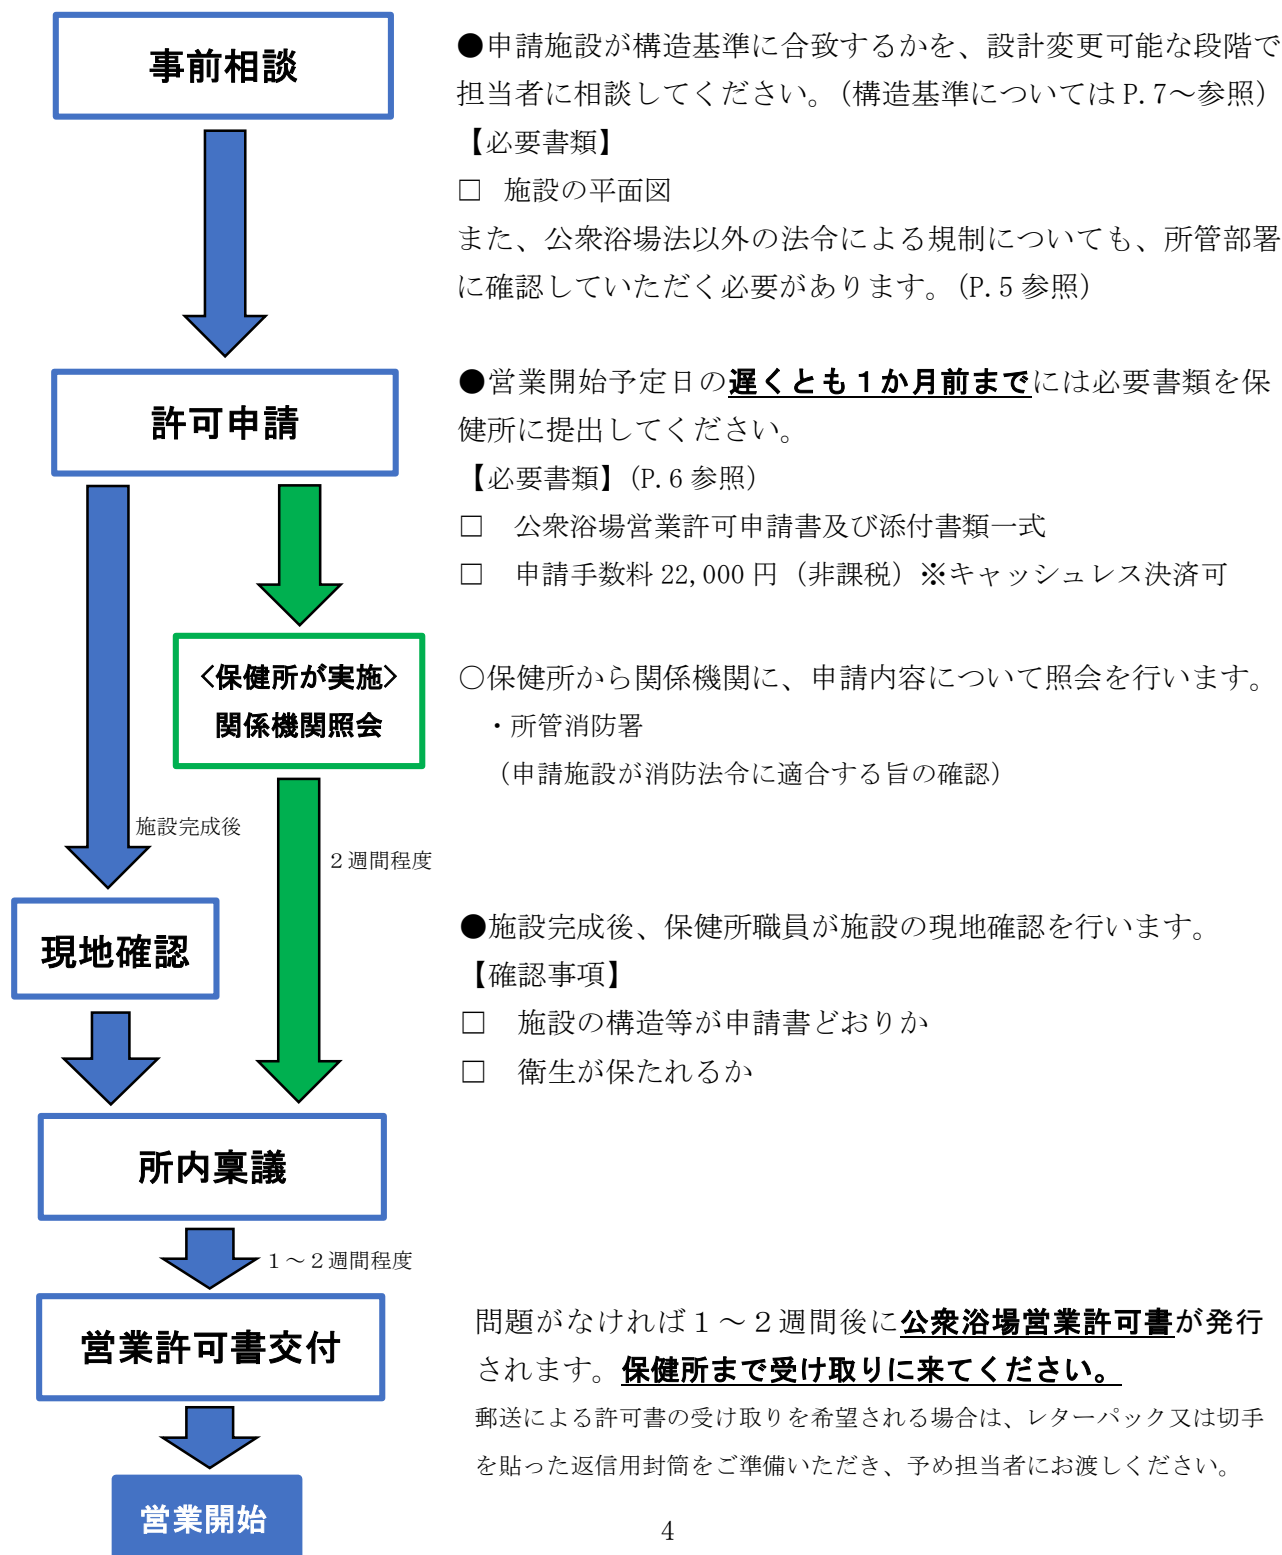 事前相談
●申請施設が構造基準に合致するかを、設計変更可能な段階で
担当者に相談してください。(構造基準については P.7～参照)
【必要書類】
□ 施設の平面図
また、公衆浴場法以外の法令による規制についても、所管部署
に確認していただく必要があります。(P.5 参照)
許可申請
●営業開始予定日の遅くとも１か月前までには必要書類を保
健所に提出してください。
【必要書類】(P.6 参照)
□ 公衆浴場営業許可申請書及び添付書類一式
□ 申請手数料 22,000 円（非課税）※キャッシュレス決済可
<保健所が実施>
関係機関照会
○保健所から関係機関に、申請内容について照会を行います。
・所管消防署
（申請施設が消防法令に適合する旨の確認）
施設完成後
２週間程度
現地確認
●施設完成後、保健所職員が施設の現地確認を行います。
【確認事項】
□ 施設の構造等が申請書どおりか
□ 衛生が保たれるか
所内稟議
１～２週間程度
営業許可書交付
問題がなければ１～２週間後に公衆浴場営業許可書が発行
されます。保健所まで受け取りに来てください。
郵送による許可書の受け取りを希望される場合は、レターパック又は切手
を貼った返信用封筒をご準備いただき、予め担当者にお渡しください。
営業開始
4